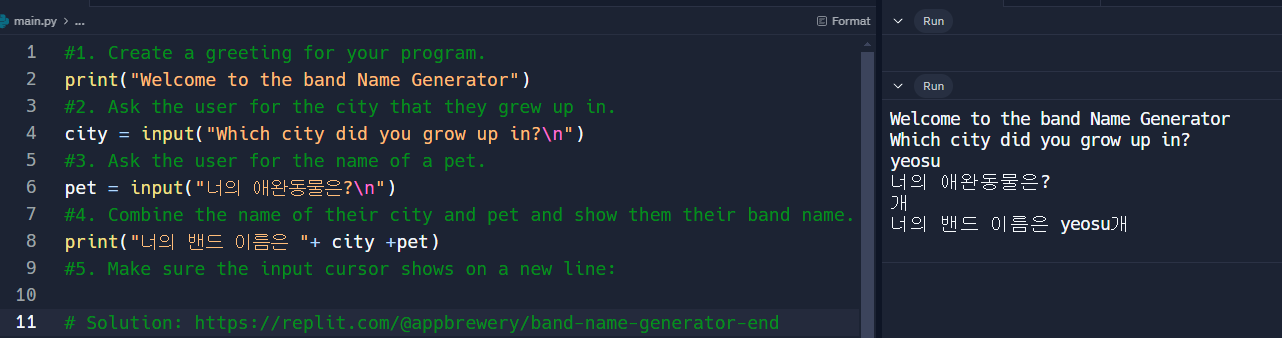 main.py > ...
Format
1 #1. Create a greeting for your program.
2 print("Welcome to the band Name Generator")
3 #2. Ask the user for the city that they grew up in.
4 city = input("Which city did you grow up in?\n")
5 #3. Ask the user for the name of a pet.
6 pet = input("너의 애완동물은?\n")
7 #4. Combine the name of their city and pet and show them their band name.
8 print("너의 밴드 이름은 "+ city +pet)
9 #5. Make sure the input cursor shows on a new line:
10
11 # Solution: https://replit.com/@appbrewery/band-name-generator-end
Run
Run
Welcome to the band Name Generator
Which city did you grow up in?
yeosu
너의 애완동물은?
개
너의 밴드 이름은 yeosu개